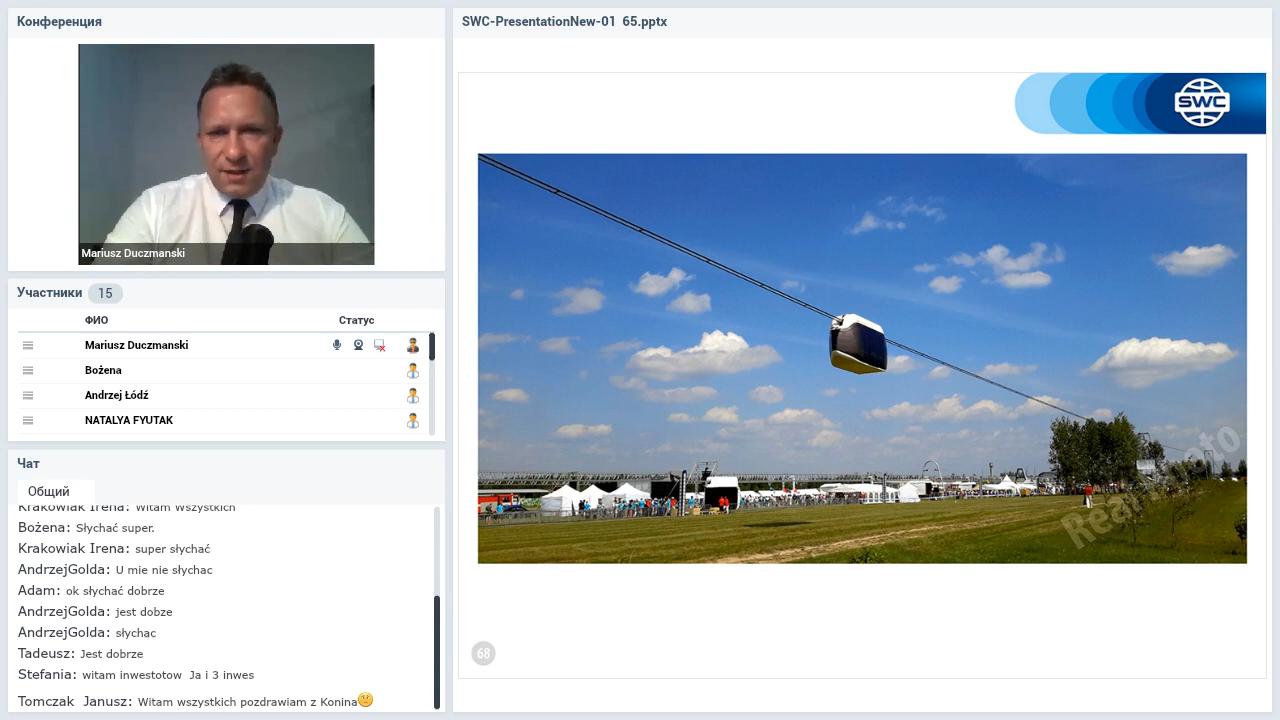 Конференция
Mariusz Duczmanski
Участники 15
ФИО Статус
Mariusz Duczmanski
Bożena
Andrzej Łódź
NATALYA FYUTAK
Чат
Общий
Krakowiak Irena: Witam Wszystkich
Bożena: Słychać super.
Krakowiak Irena: super słychać
AndrzejGolda: U mie nie słychac
Adam: ok słychać dobrze
AndrzejGolda: jest dobze
AndrzejGolda: słychac
Tadeusz: Jest dobrze
Stefania: witam inwestotow Ja i 3 inwes
Tomczak Janusz: Witam wszystkich pozdrawiam z Konina
SWC-PresentationNew-01 65.pptx
SWC
Real photo
68